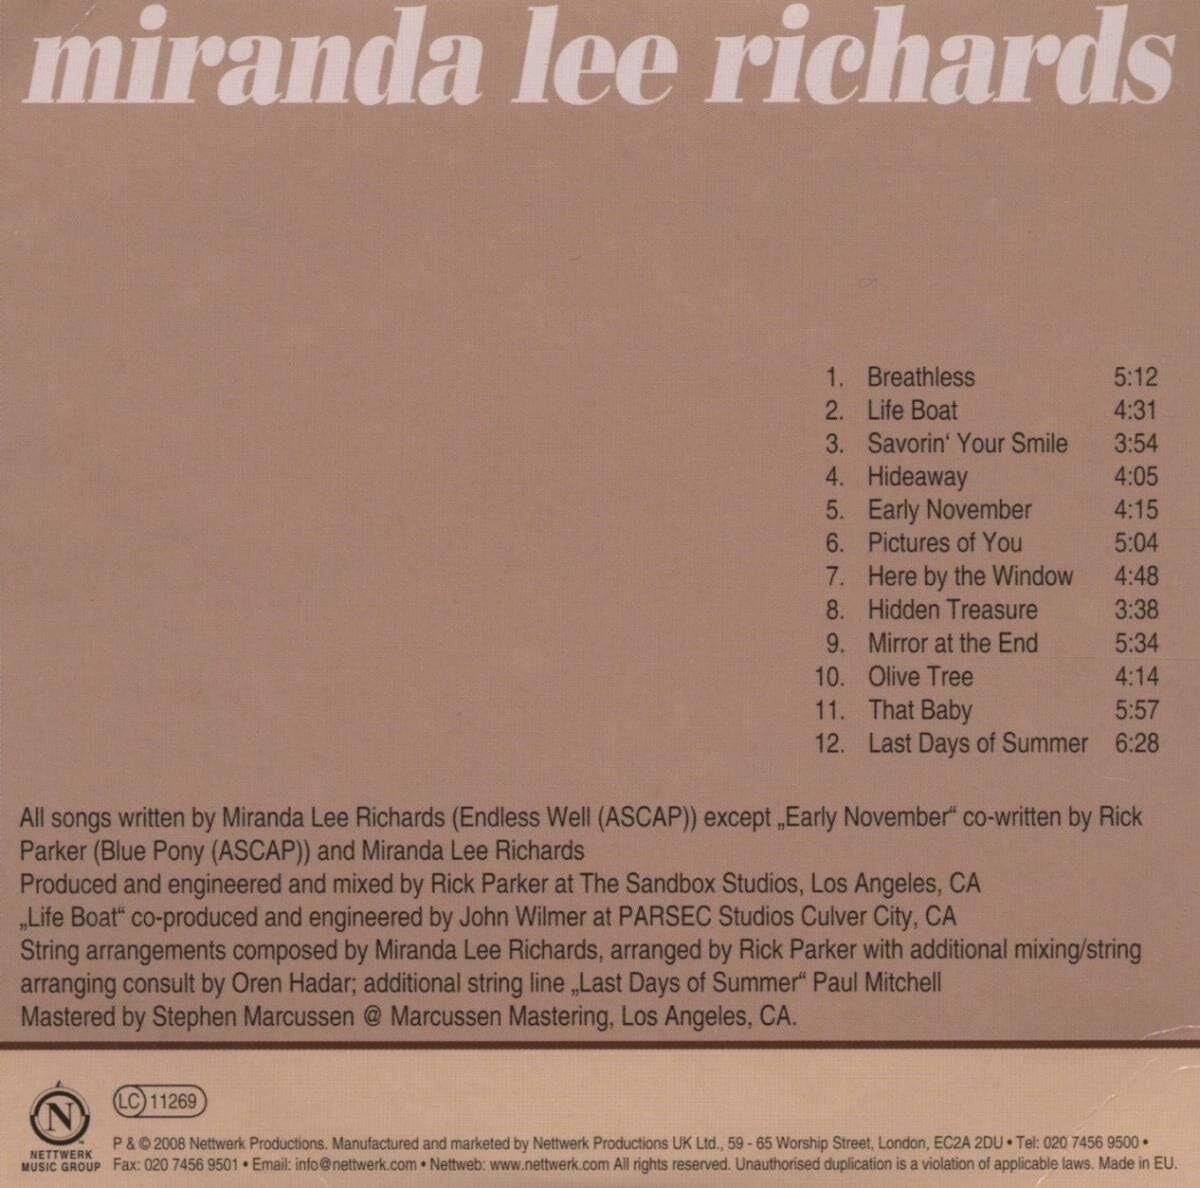 miranda lee richards
1. Breathless 5:12
2. Life Boat 4:31
3. Savorin‘ Your Smile 3:54
4. Hideaway 4:05
5. Early November 4:15
6. Pictures of You 5:04
7. Here by the Window 4:48
8. Hidden Treasure 3:38
9. Mirror at the End 5:34
10. Olive Tree 4:14
11. That Baby 5:57
12. Last Days of Summer 6:28
All songs written by Miranda Lee Richards (Endless Well (ASCAP)) except „Early November“ co-written by Rick
Parker (Blue Pony (ASCAP)) and Miranda Lee Richards
Produced and engineered and mixed by Rick Parker at The Sandbox Studios, Los Angeles, CA
„Life Boat“ co-produced and engineered by John Wilmer at PARSEC Studios Culver City, CA
String arrangements composed by Miranda Lee Richards, arranged by Rick Parker with additional mixing/string
arranging consult by Oren Hadar; additional string line „Last Days of Summer“ Paul Mitchell
Mastered by Stephen Marcussen @ Marcussen Mastering, Los Angeles, CA.
N
NETTWERK
MUSIC GROUP
LC 11269
P & © 2008 Nettwerk Productions. Manufactured and marketed by Nettwerk Productions UK Ltd., 59 - 65 Worship Street, London, EC2A 2DU • Tel: 020 7456 9500 •
Fax: 020 7456 9501 • Email: info@nettwerk.com • Nettweb: www.nettwerk.com All rights reserved. Unauthorised duplication is a violation of applicable laws. Made in EU.